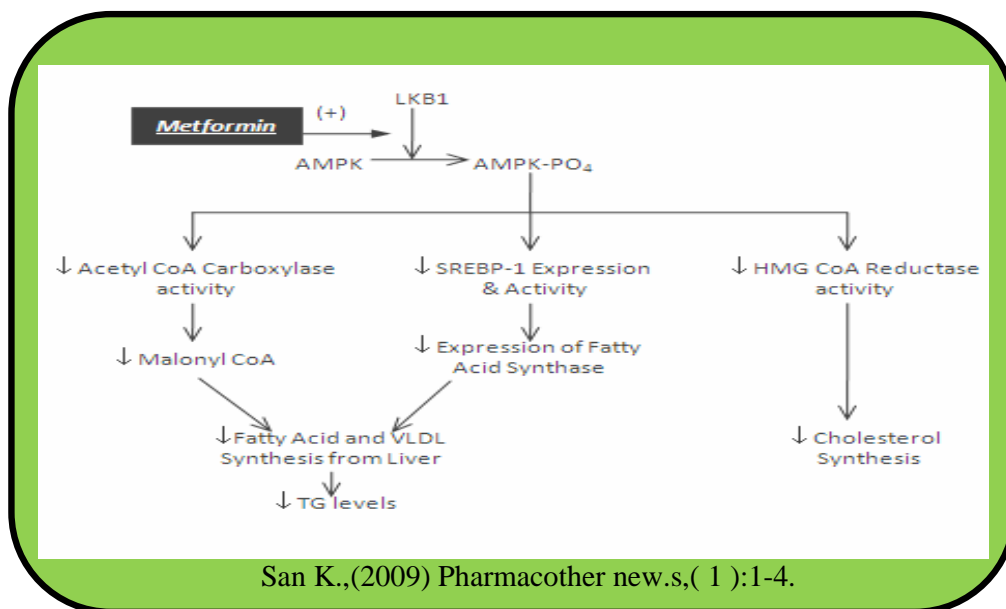 LKB1
(+)
Metformin
AMPK
AMPK-PO₄
↓ Acetyl CoA Carboxylase
activity
↓ SREBP-1 Expression
& Activity
↓ HMG CoA Reductase
activity
↓ Malonyl CoA
↓ Expression of Fatty
Acid Synthase
↓Fatty Acid and VLDL
Synthesis from Liver
↓ Cholesterol
Synthesis
↓ TG levels
San K.,(2009) Pharmacother new.s,( 1 ):1-4.